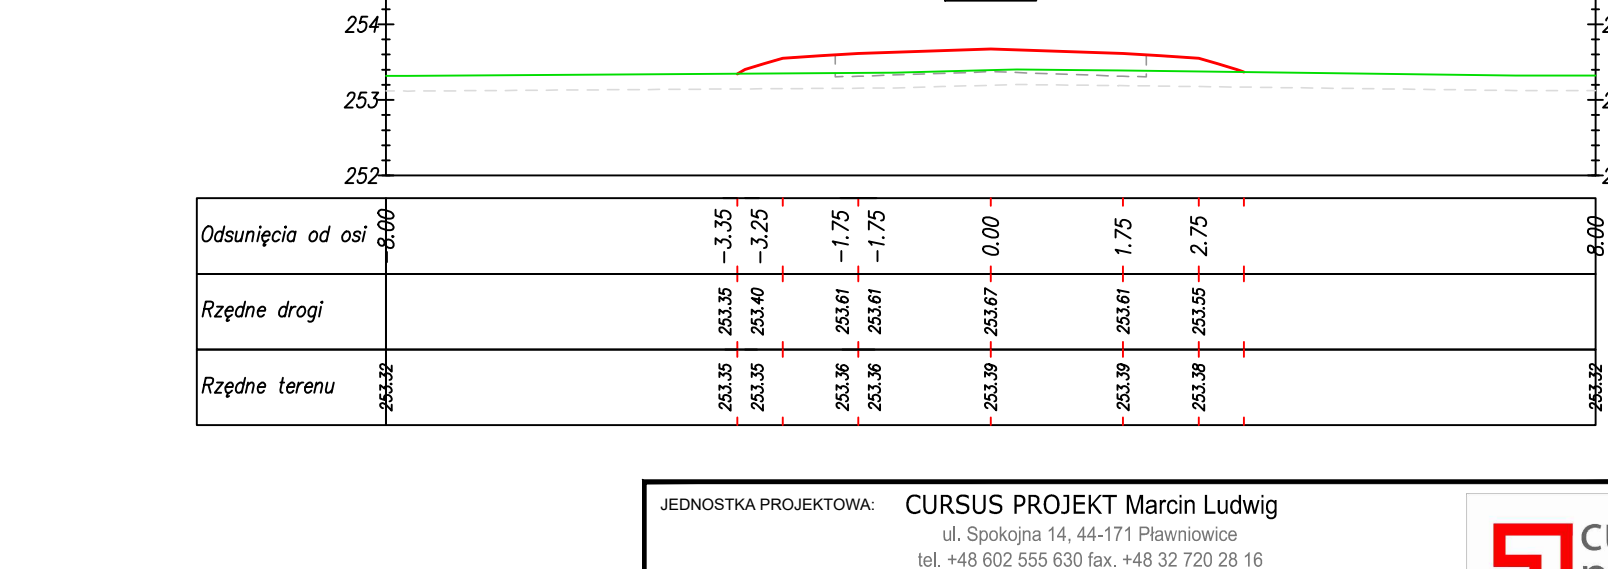 254
253
252
Odsunięcia od osi -8.00 -3.35 -3.25 -1.75 -1.75 0.00 1.75 2.75 8.00
Rzędne drogi 253.35 253.40 253.61 253.61 253.67 253.61 253.55
Rzędne terenu 253.32 253.35 253.35 253.36 253.36 253.39 253.39 253.38 253.32
JEDNOSTKA PROJEKTOWA: CURSUS PROJEKT Marcin Ludwig
ul. Spokojna 14, 44-171 Pławniowice
tel. +48 602 555 630 fax. +48 32 720 28 16